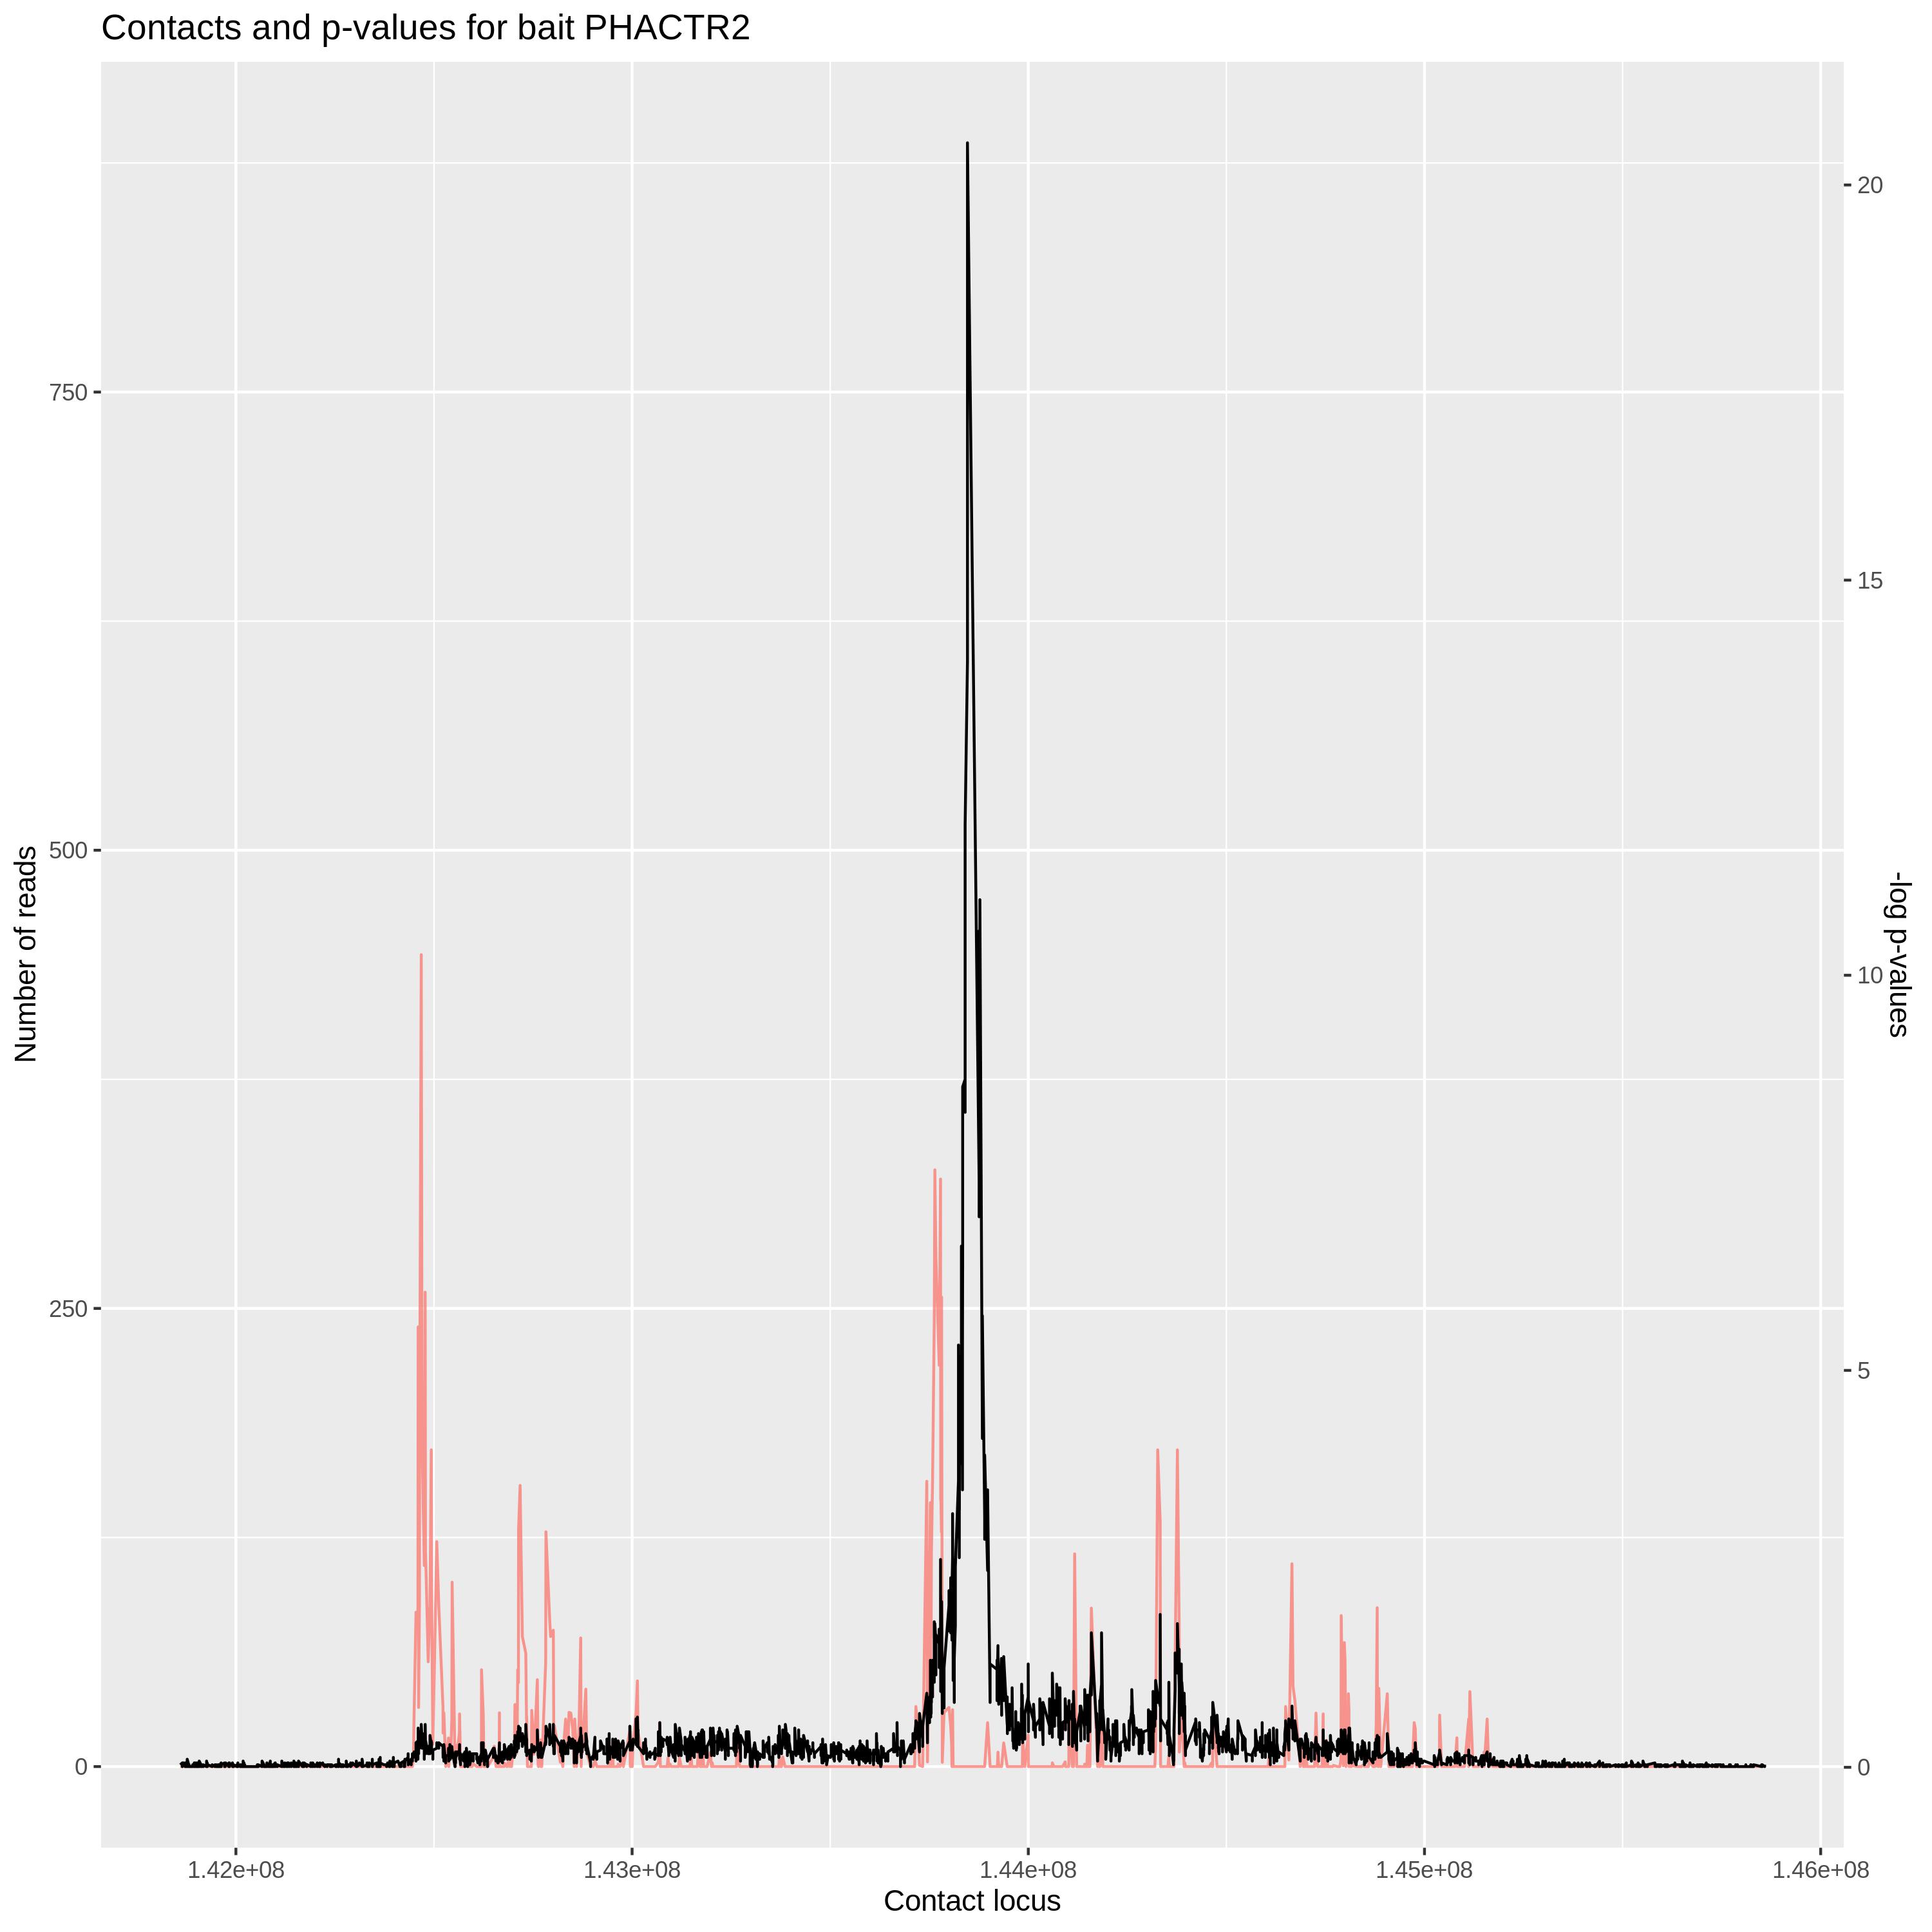 Contacts and p-values for bait PHACTR2
Number of reads
750
500
250
0
20
15
10
5
0
-log p-values
1.42e+08 1.43e+08 1.44e+08 1.45e+08 1.46e+08
Contact locus